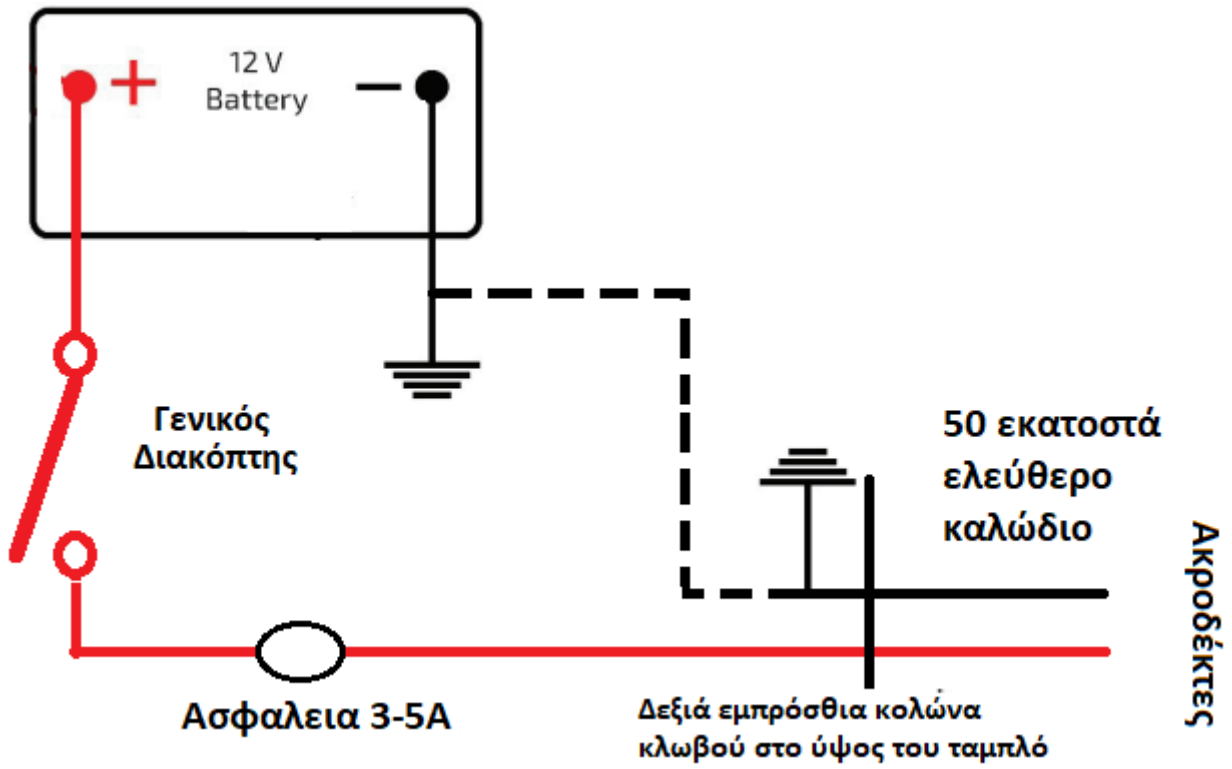 +
12 V
Battery
—
Γενικός
Διακόπτης
50 εκατοστά
ελεύθερο
καλώδιο
Ακροδέκτες
Ασφαλεια 3-5Α
Δεξιά εμπρόσθια κολώνα
κλωβού στο ύψος του ταμπλό